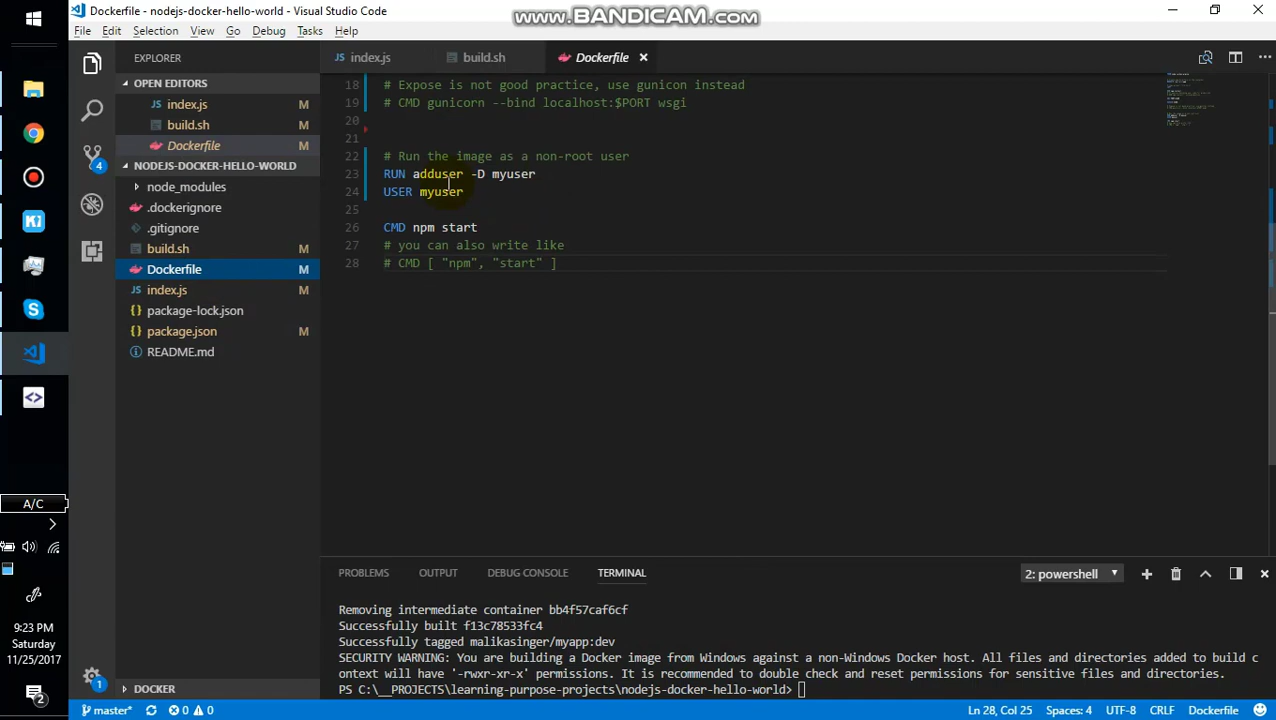 Dockerfile - nodejs-docker-hello-world - Visual Studio Code
www.BANDICAM.com
File Edit Selection View Go Debug Tasks Help
EXPLORER
OPEN EDITORS
index.js M
build.sh M
Dockerfile M
NODEJS-DOCKER-HELLO-WORLD
node_modules
.dockerignore
.gitignore
build.sh M
Dockerfile M
index.js M
package-lock.json
package.json M
README.md
DOCKER
4
1
index.js build.sh Dockerfile
18 # Expose is not good practice, use gunicon instead
19 # CMD gunicorn --bind localhost:$PORT wsgi
20
21
22 # Run the image as a non-root user
23 RUN adduser -D myuser
24 USER myuser
25
26 CMD npm start
27 # you can also write like
28 # CMD [ "npm", "start" ]
PROBLEMS OUTPUT DEBUG CONSOLE TERMINAL 2: powershell
Removing intermediate container bb4f57caf6cf
Successfully built f13c78533fc4
Successfully tagged malikasinger/myapp:dev
SECURITY WARNING: You are building a Docker image from Windows against a non-Windows Docker host. All files and directories added to build c
ontext will have '-rwxr-xr-x' permissions. It is recommended to double check and reset permissions for sensitive files and directories.
PS C:\__PROJECTS\learning-purpose-projects\nodejs-docker-hello-world>
master* 0 0 Ln 28, Col 25 Spaces: 4 UTF-8 CRLF Dockerfile
A/C
9:23 PM
Saturday
11/25/2017
2